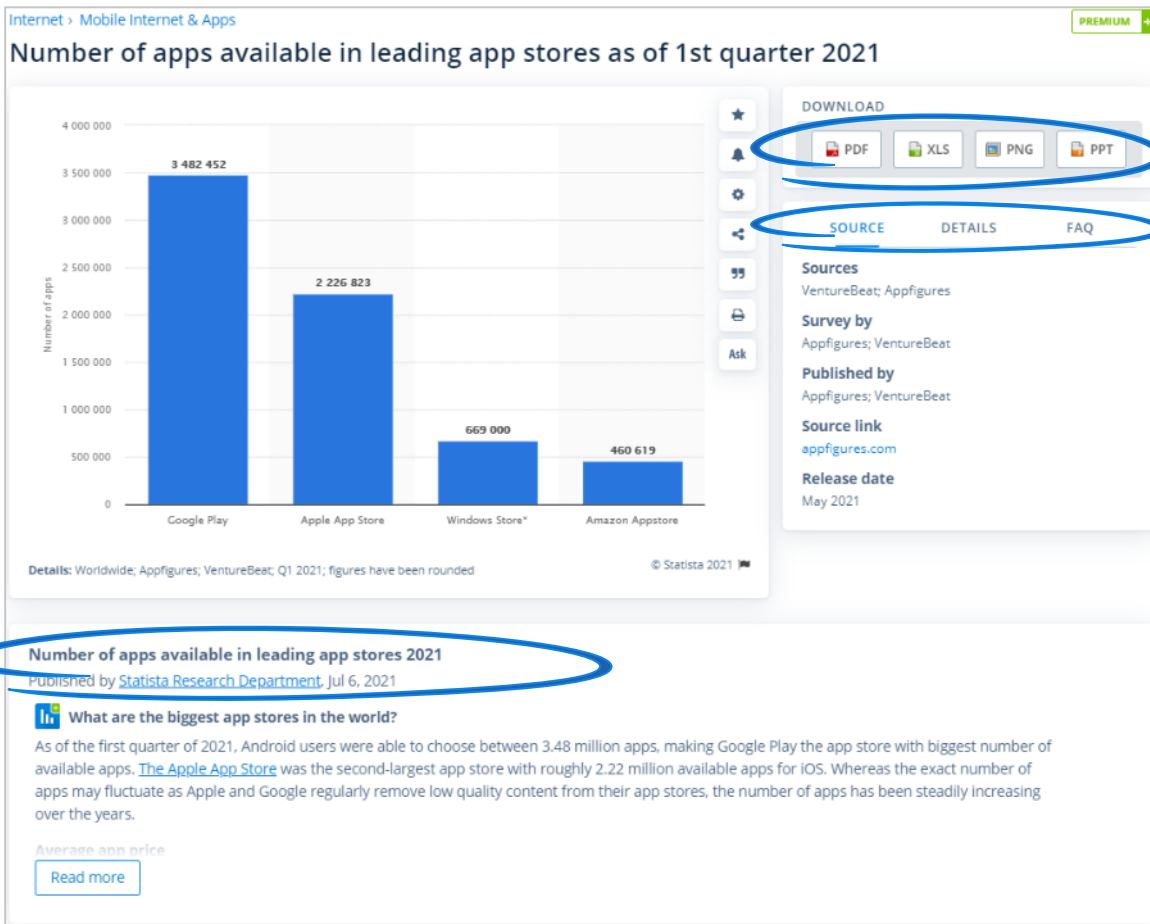 Internet › Mobile Internet & Apps
PREMIUM +
Number of apps available in leading app stores as of 1st quarter 2021
4 000 000
3 500 000
3 000 000
2 500 000
2 000 000
1 500 000
1 000 000
500 000
0
Number of apps
3 482 452
2 226 823
669 000
460 619
Google Play
Apple App Store
Windows Store*
Amazon Appstore
Details: Worldwide; Appfigures; VentureBeat; Q1 2021; figures have been rounded
© Statista 2021
Ask
DOWNLOAD
PDF XLS PNG PPT
SOURCE DETAILS FAQ
Sources
VentureBeat; Appfigures
Survey by
Appfigures; VentureBeat
Published by
Appfigures; VentureBeat
Source link
appfigures.com
Release date
May 2021
Number of apps available in leading app stores 2021
Published by Statista Research Department, Jul 6, 2021
What are the biggest app stores in the world?
As of the first quarter of 2021, Android users were able to choose between 3.48 million apps, making Google Play the app store with biggest number of
available apps. The Apple App Store was the second-largest app store with roughly 2.22 million available apps for iOS. Whereas the exact number of
apps may fluctuate as Apple and Google regularly remove low quality content from their app stores, the number of apps has been steadily increasing
over the years.
Average app price
Read more